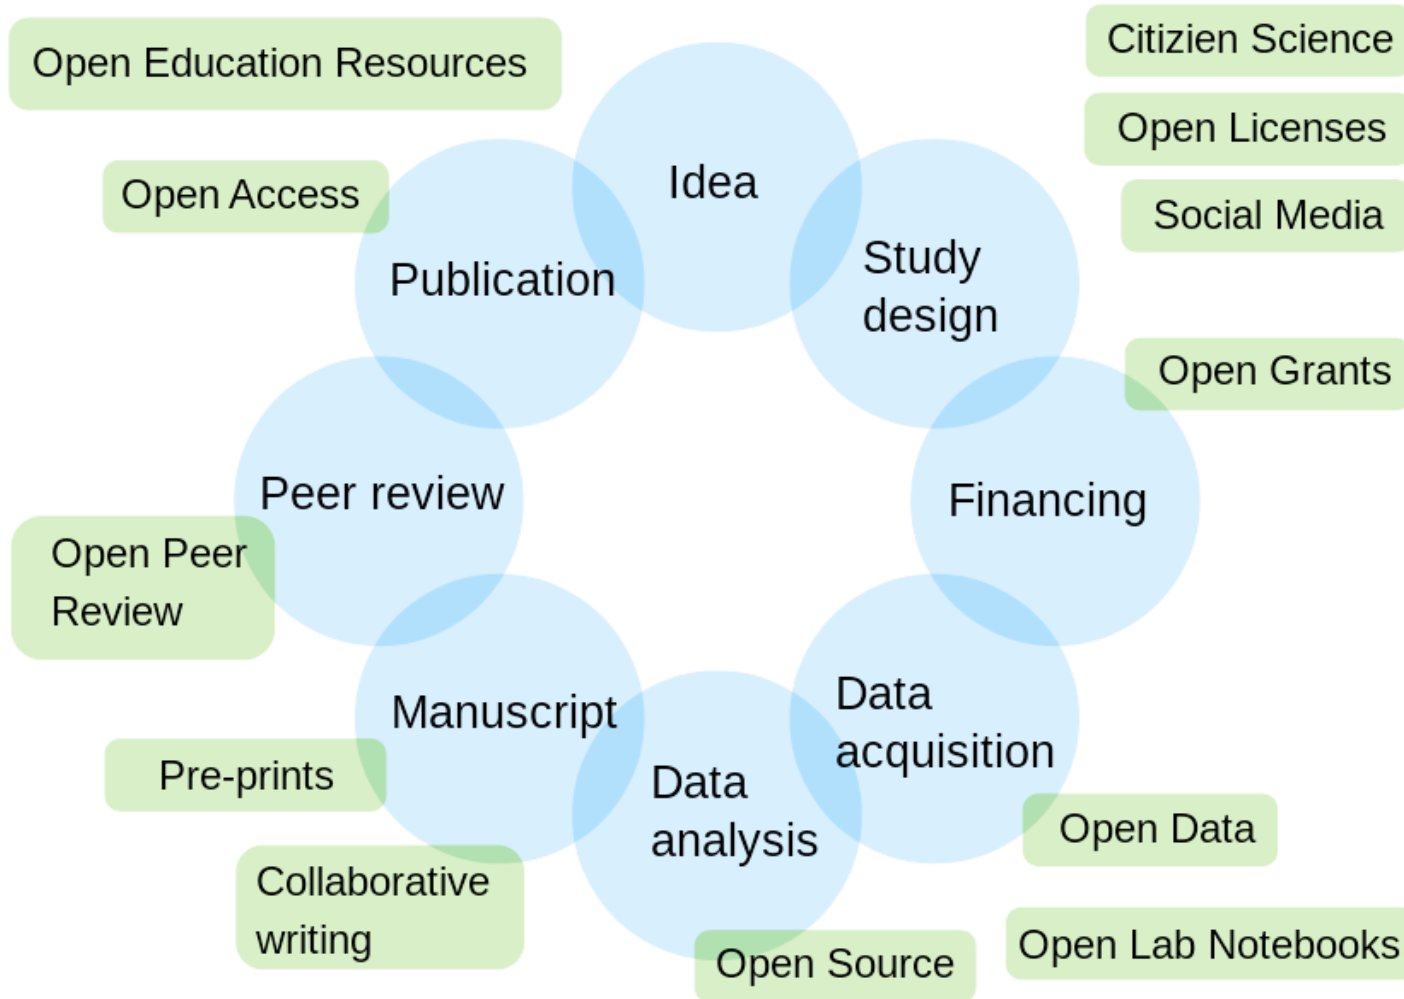 Open Education Resources
Citizien Science
Open Licenses
Idea
Open Access
Social Media
Study
design
Publication
Open Grants
Peer review
Financing
Open Peer
Review
Data
acquisition
Manuscript
Pre-prints
Data
analysis
Open Data
Collaborative
writing
Open Source
Open Lab Notebooks